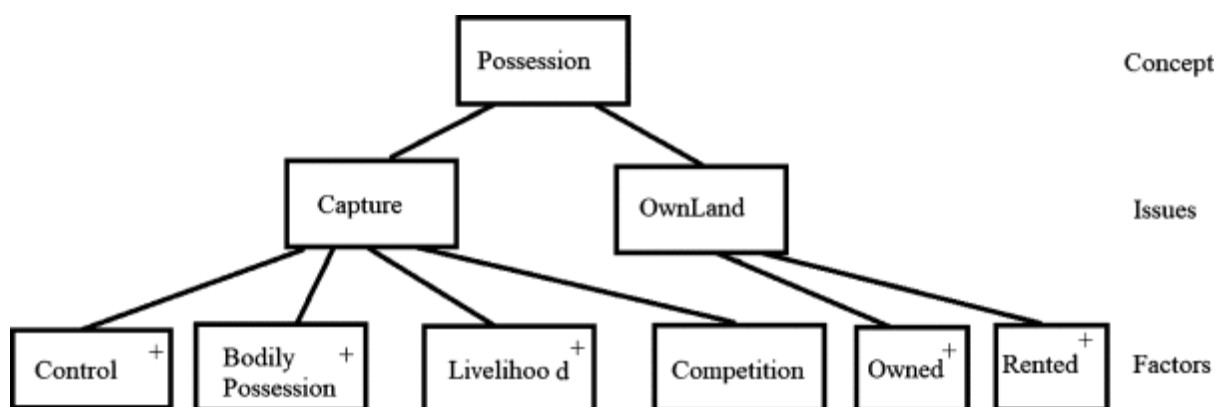 Possession
Concept
Capture
OwnLand
Issues
Control +
Bodily +
Possession
Livelihoo d +
Competition
Owned +
Rented +
Factors